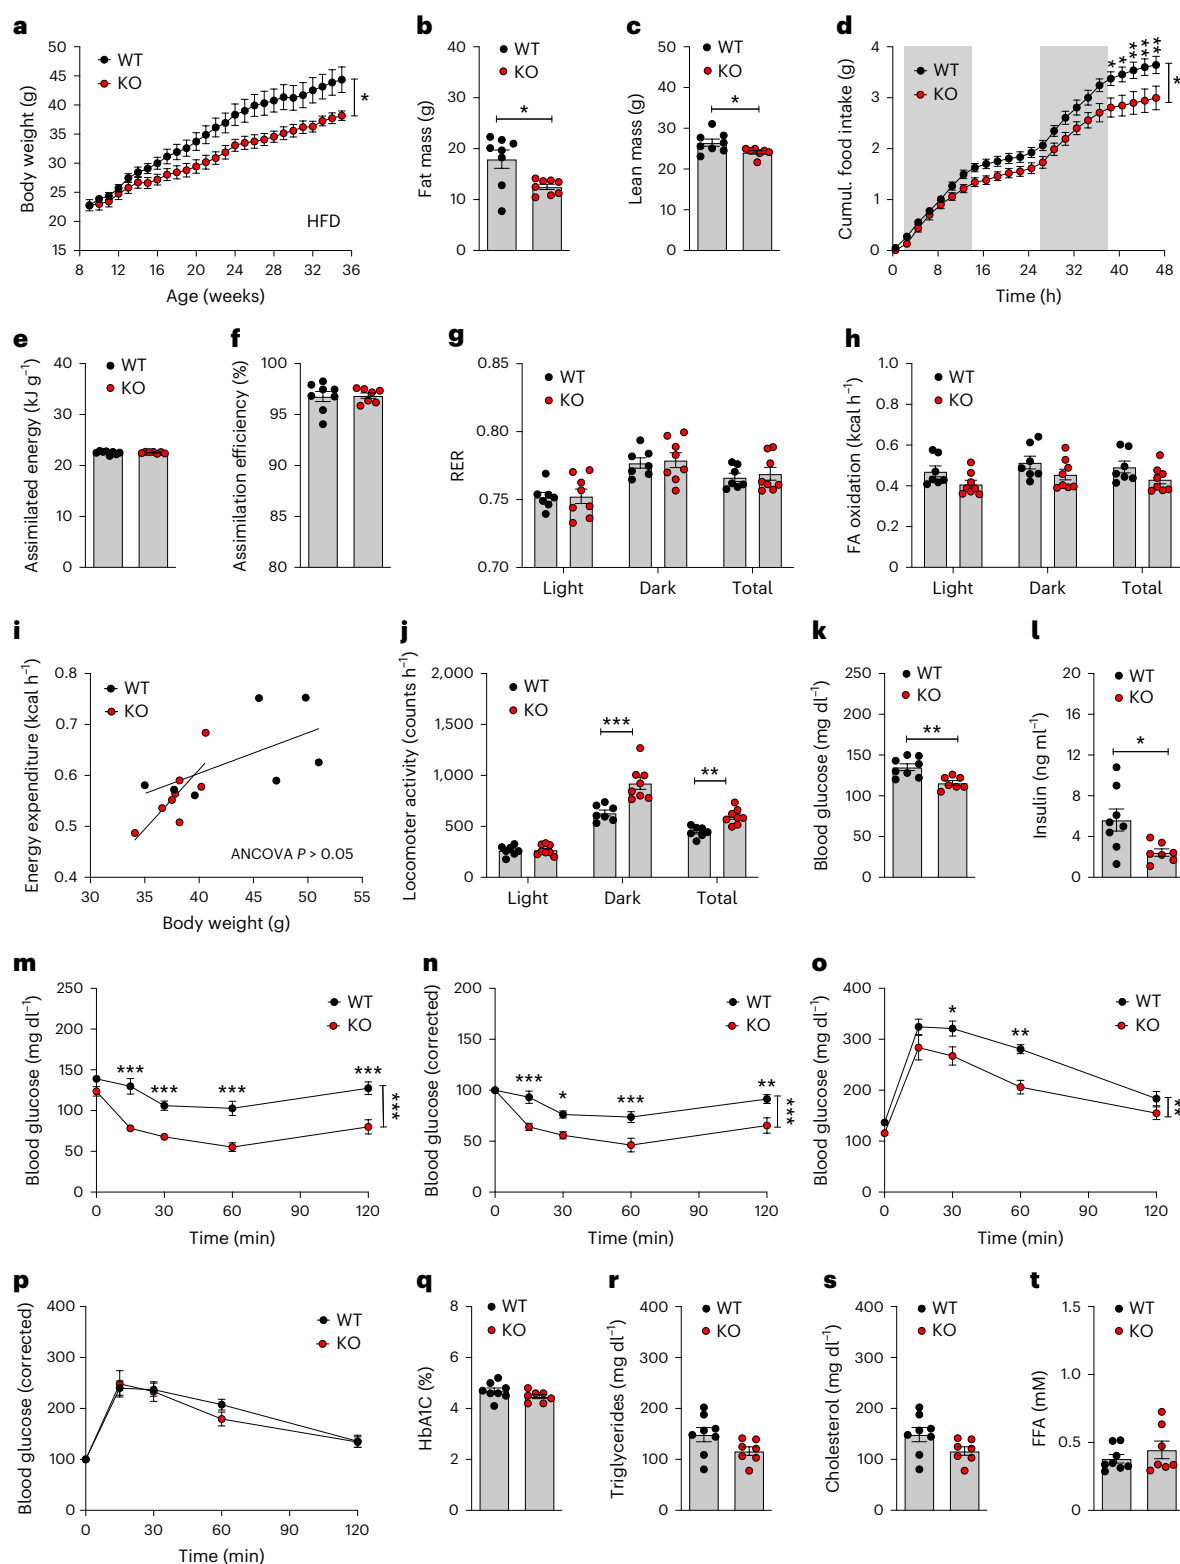 a
Body weight (g)
50
45
40
35
30
25
20
15
WT
KO
*
HFD
8 12 16 20 24 28 32 36
Age (weeks)
b
Fat mass (g)
40
30
20
10
0
WT
KO
*
c
Lean mass (g)
50
40
30
20
10
0
WT
KO
*
d
Cumul. food intake (g)
4
3
2
1
0
WT
KO
* * ** ** **
*
0 8 16 24 32 40 48
Time (h)
e
Assimilated energy (kJ g⁻¹)
40
30
20
10
0
WT
KO
f
Assimilation efficiency (%)
100
95
90
85
80
g
RER
0.85
0.80
0.75
0.70
WT
KO
Light Dark Total
h
FA oxidation (kcal h⁻¹)
1.0
0.8
0.6
0.4
0.2
0
WT
KO
Light Dark Total
i
Energy expenditure (kcal h⁻¹)
0.8
0.7
0.6
0.5
0.4
WT
KO
ANCOVA P > 0.05
30 35 40 45 50 55
Body weight (g)
j
Locomoter activity (counts h⁻¹)
2,000
1,500
1,000
500
0
WT
KO
***
**
Light Dark Total
k
Blood glucose (mg dl⁻¹)
250
200
150
100
50
0
WT
KO
**
l
Insulin (ng ml⁻¹)
20
16
12
8
4
0
WT
KO
*
m
Blood glucose (mg dl⁻¹)
250
200
150
100
50
0
WT
KO
*** *** *** ***
***
0 30 60 90 120
Time (min)
n
Blood glucose (corrected)
200
150
100
50
0
WT
KO
*** * *** **
***
0 30 60 90 120
Time (min)
o
Blood glucose (mg dl⁻¹)
400
300
200
100
0
WT
KO
* **
**
0 30 60 90 120
Time (min)
p
Blood glucose (corrected)
400
300
200
100
0
WT
KO
0 30 60 90 120
Time (min)
q
HbA1C (%)
8
6
4
2
0
WT
KO
r
Triglycerides (mg dl⁻¹)
400
300
200
100
0
WT
KO
s
Cholesterol (mg dl⁻¹)
400
300
200
100
0
WT
KO
t
FFA (mM)
1.5
1.0
0.5
0
WT
KO